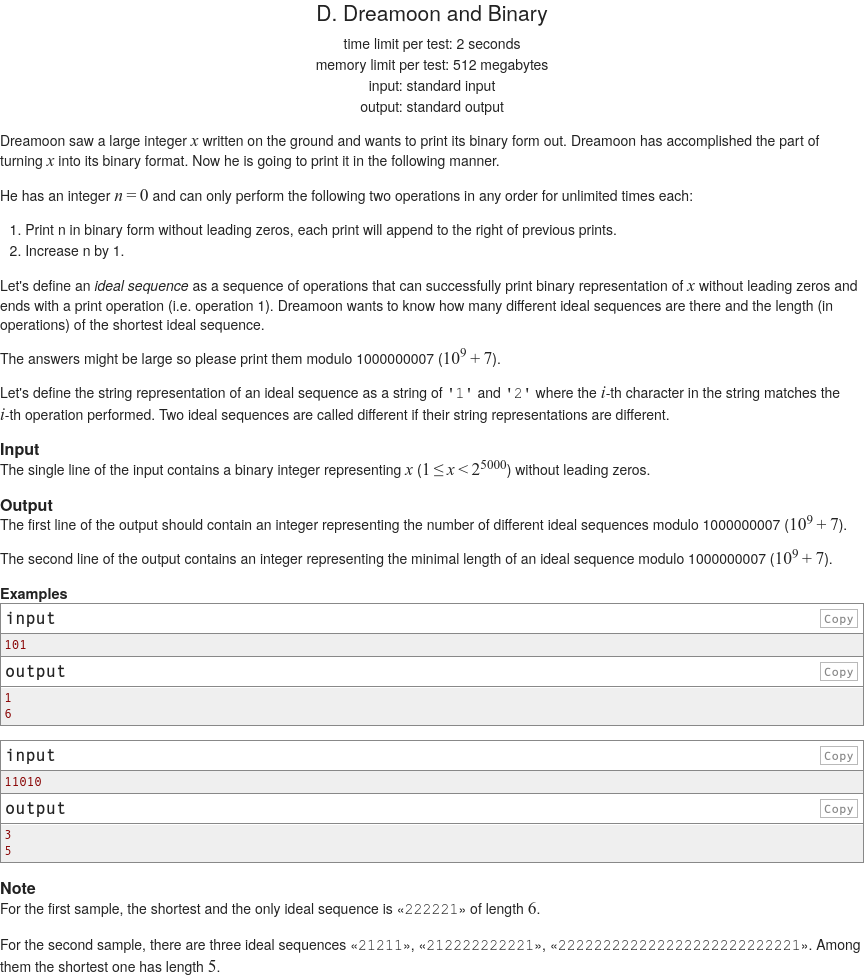 D. Dreamoon and Binary
time limit per test: 2 seconds
memory limit per test: 512 megabytes
input: standard input
output: standard output
Dreamoon saw a large integer x written on the ground and wants to print its binary form out. Dreamoon has accomplished the part of
turning x into its binary format. Now he is going to print it in the following manner.
He has an integer n = 0 and can only perform the following two operations in any order for unlimited times each:
1. Print n in binary form without leading zeros, each print will append to the right of previous prints.
2. Increase n by 1.
Let's define an ideal sequence as a sequence of operations that can successfully print binary representation of x without leading zeros and
ends with a print operation (i.e. operation 1). Dreamoon wants to know how many different ideal sequences are there and the length (in
operations) of the shortest ideal sequence.
The answers might be large so please print them modulo 1000000007 (10^9 + 7).
Let's define the string representation of an ideal sequence as a string of '1' and '2' where the i-th character in the string matches the
i-th operation performed. Two ideal sequences are called different if their string representations are different.
Input
The single line of the input contains a binary integer representing x (1 ≤ x < 2^5000) without leading zeros.
Output
The first line of the output should contain an integer representing the number of different ideal sequences modulo 1000000007 (10^9 + 7).
The second line of the output contains an integer representing the minimal length of an ideal sequence modulo 1000000007 (10^9 + 7).
Examples
input Copy
101
output Copy
1
6
input Copy
11010
output Copy
3
5
Note
For the first sample, the shortest and the only ideal sequence is «222221» of length 6.
For the second sample, there are three ideal sequences «21211», «212222222221», «222222222222222222222222221». Among
them the shortest one has length 5.